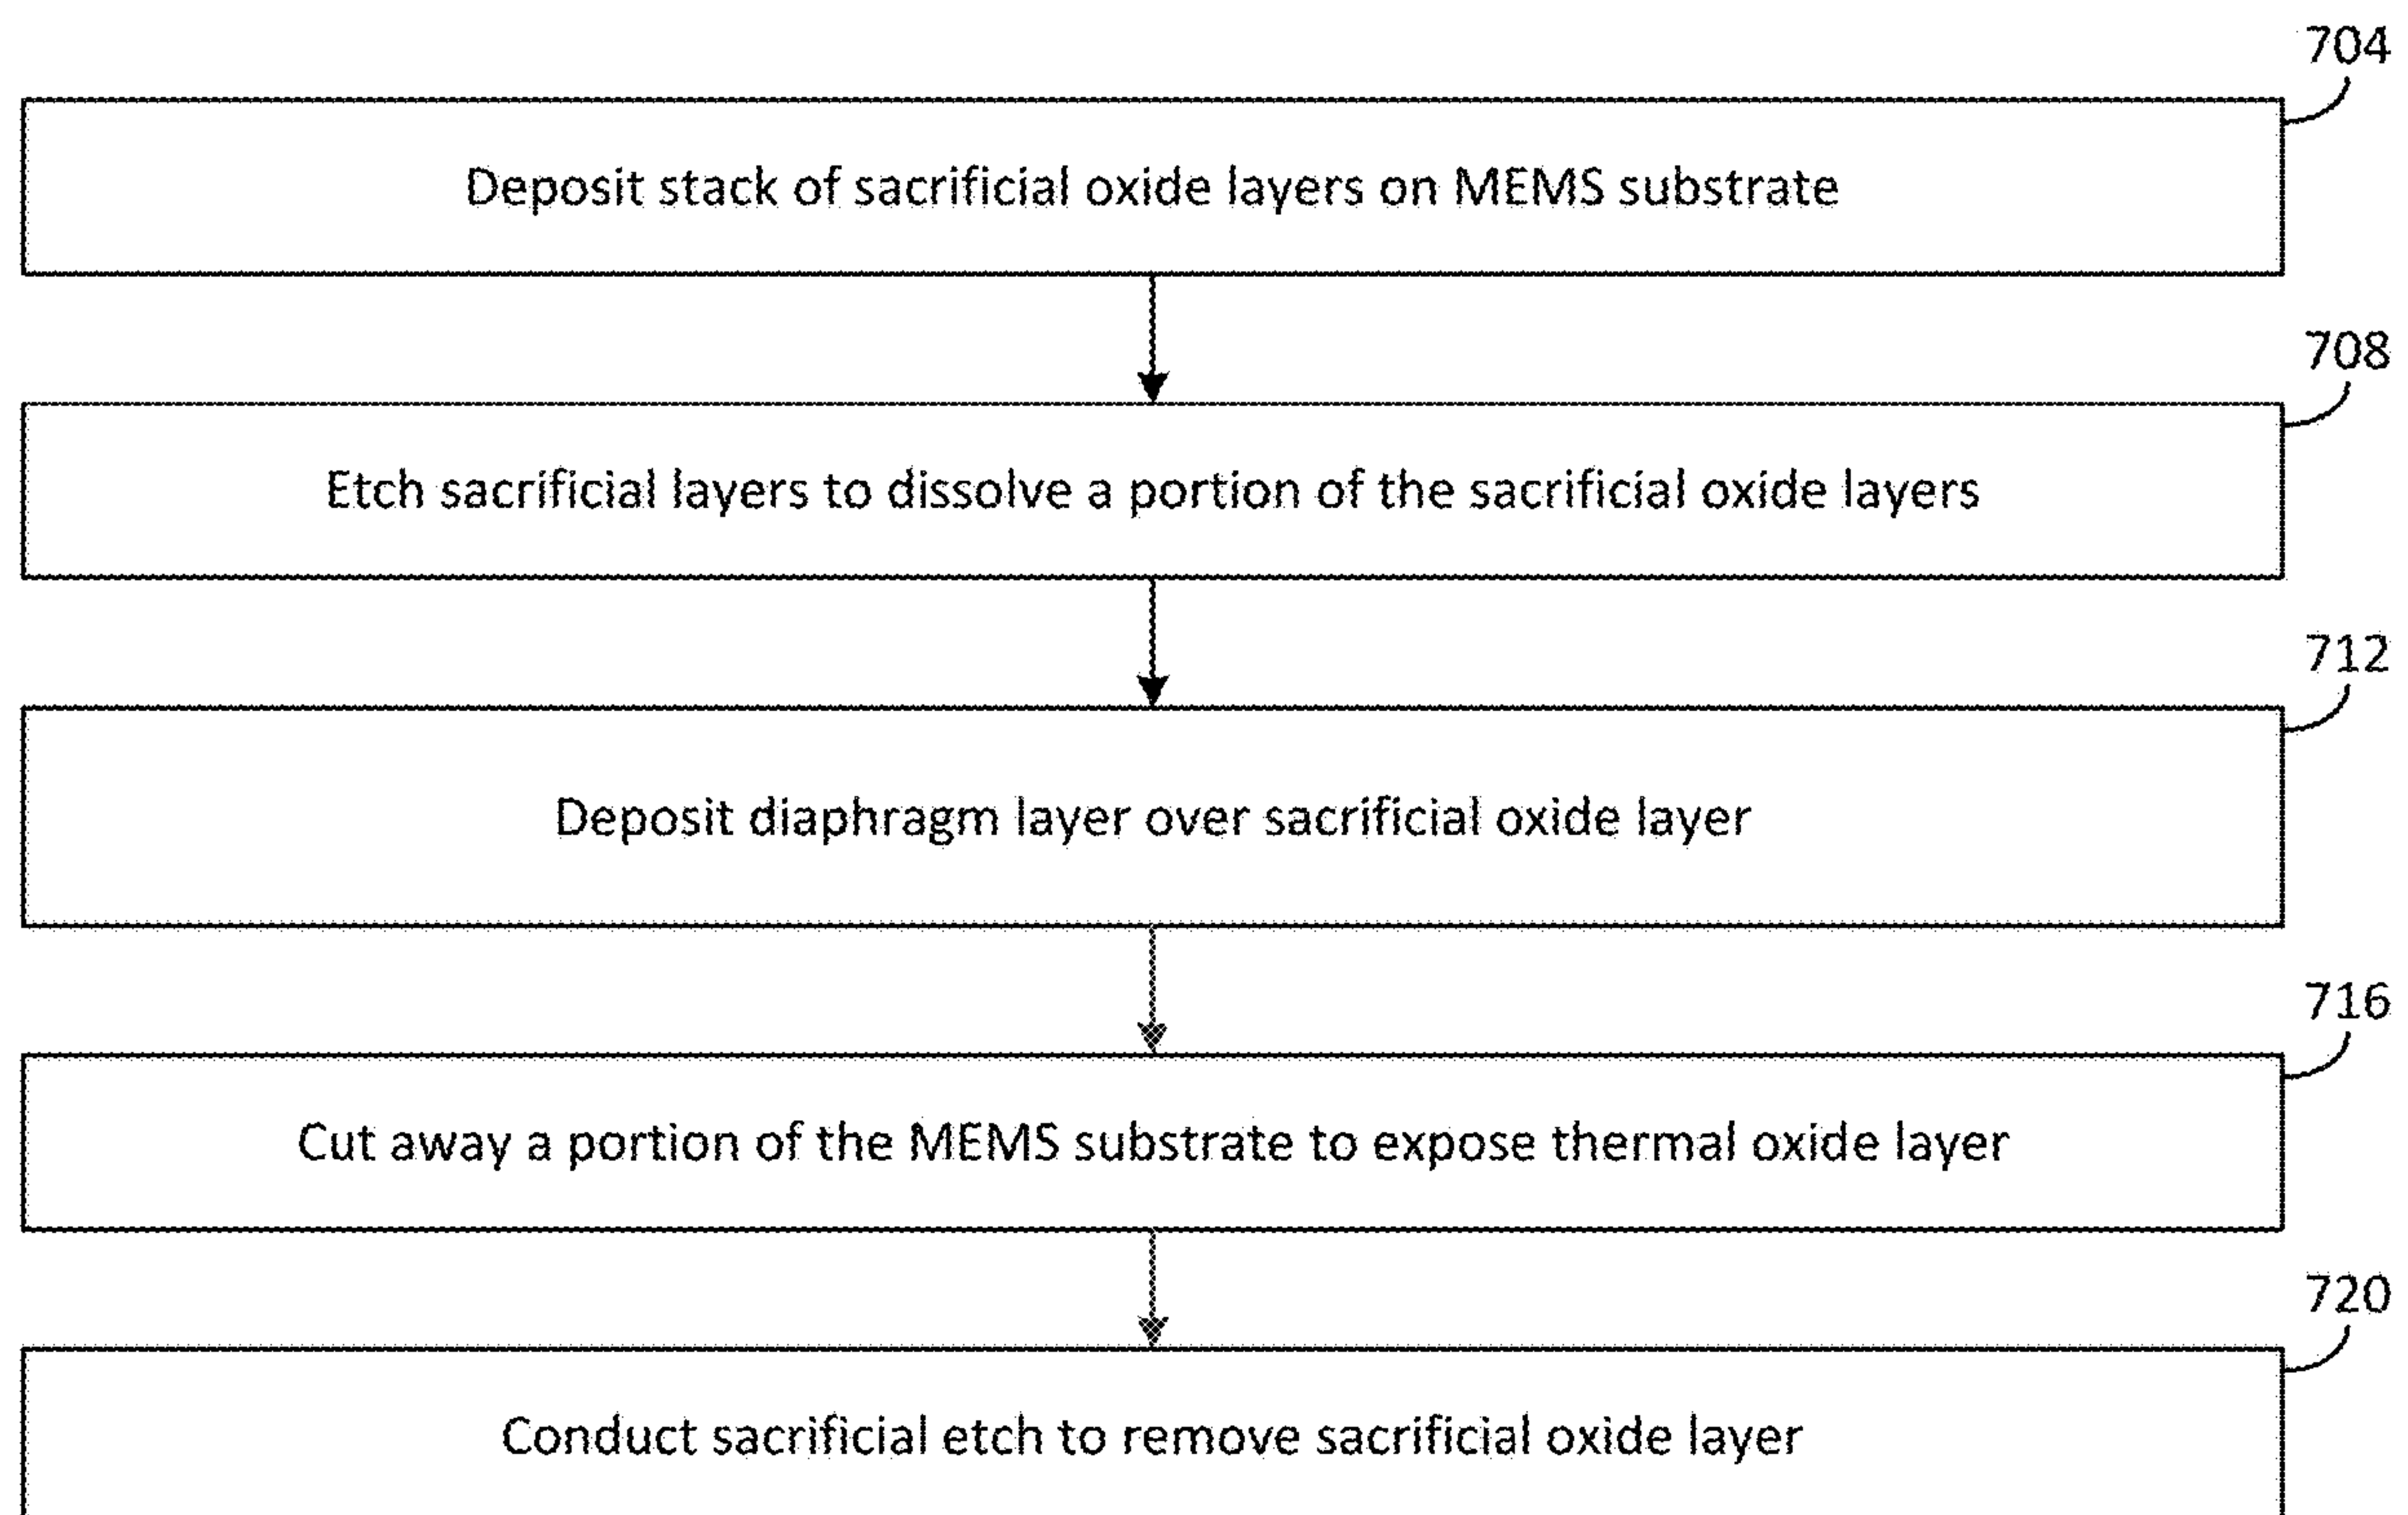 704
Deposit stack of sacrificial oxide layers on MEMS substrate
708
Etch sacrificial layers to dissolve a portion of the sacrificial oxide layers
712
Deposit diaphragm layer over sacrificial oxide layer
716
Cut away a portion of the MEMS substrate to expose thermal oxide layer
720
Conduct sacrificial etch to remove sacrificial oxide layer